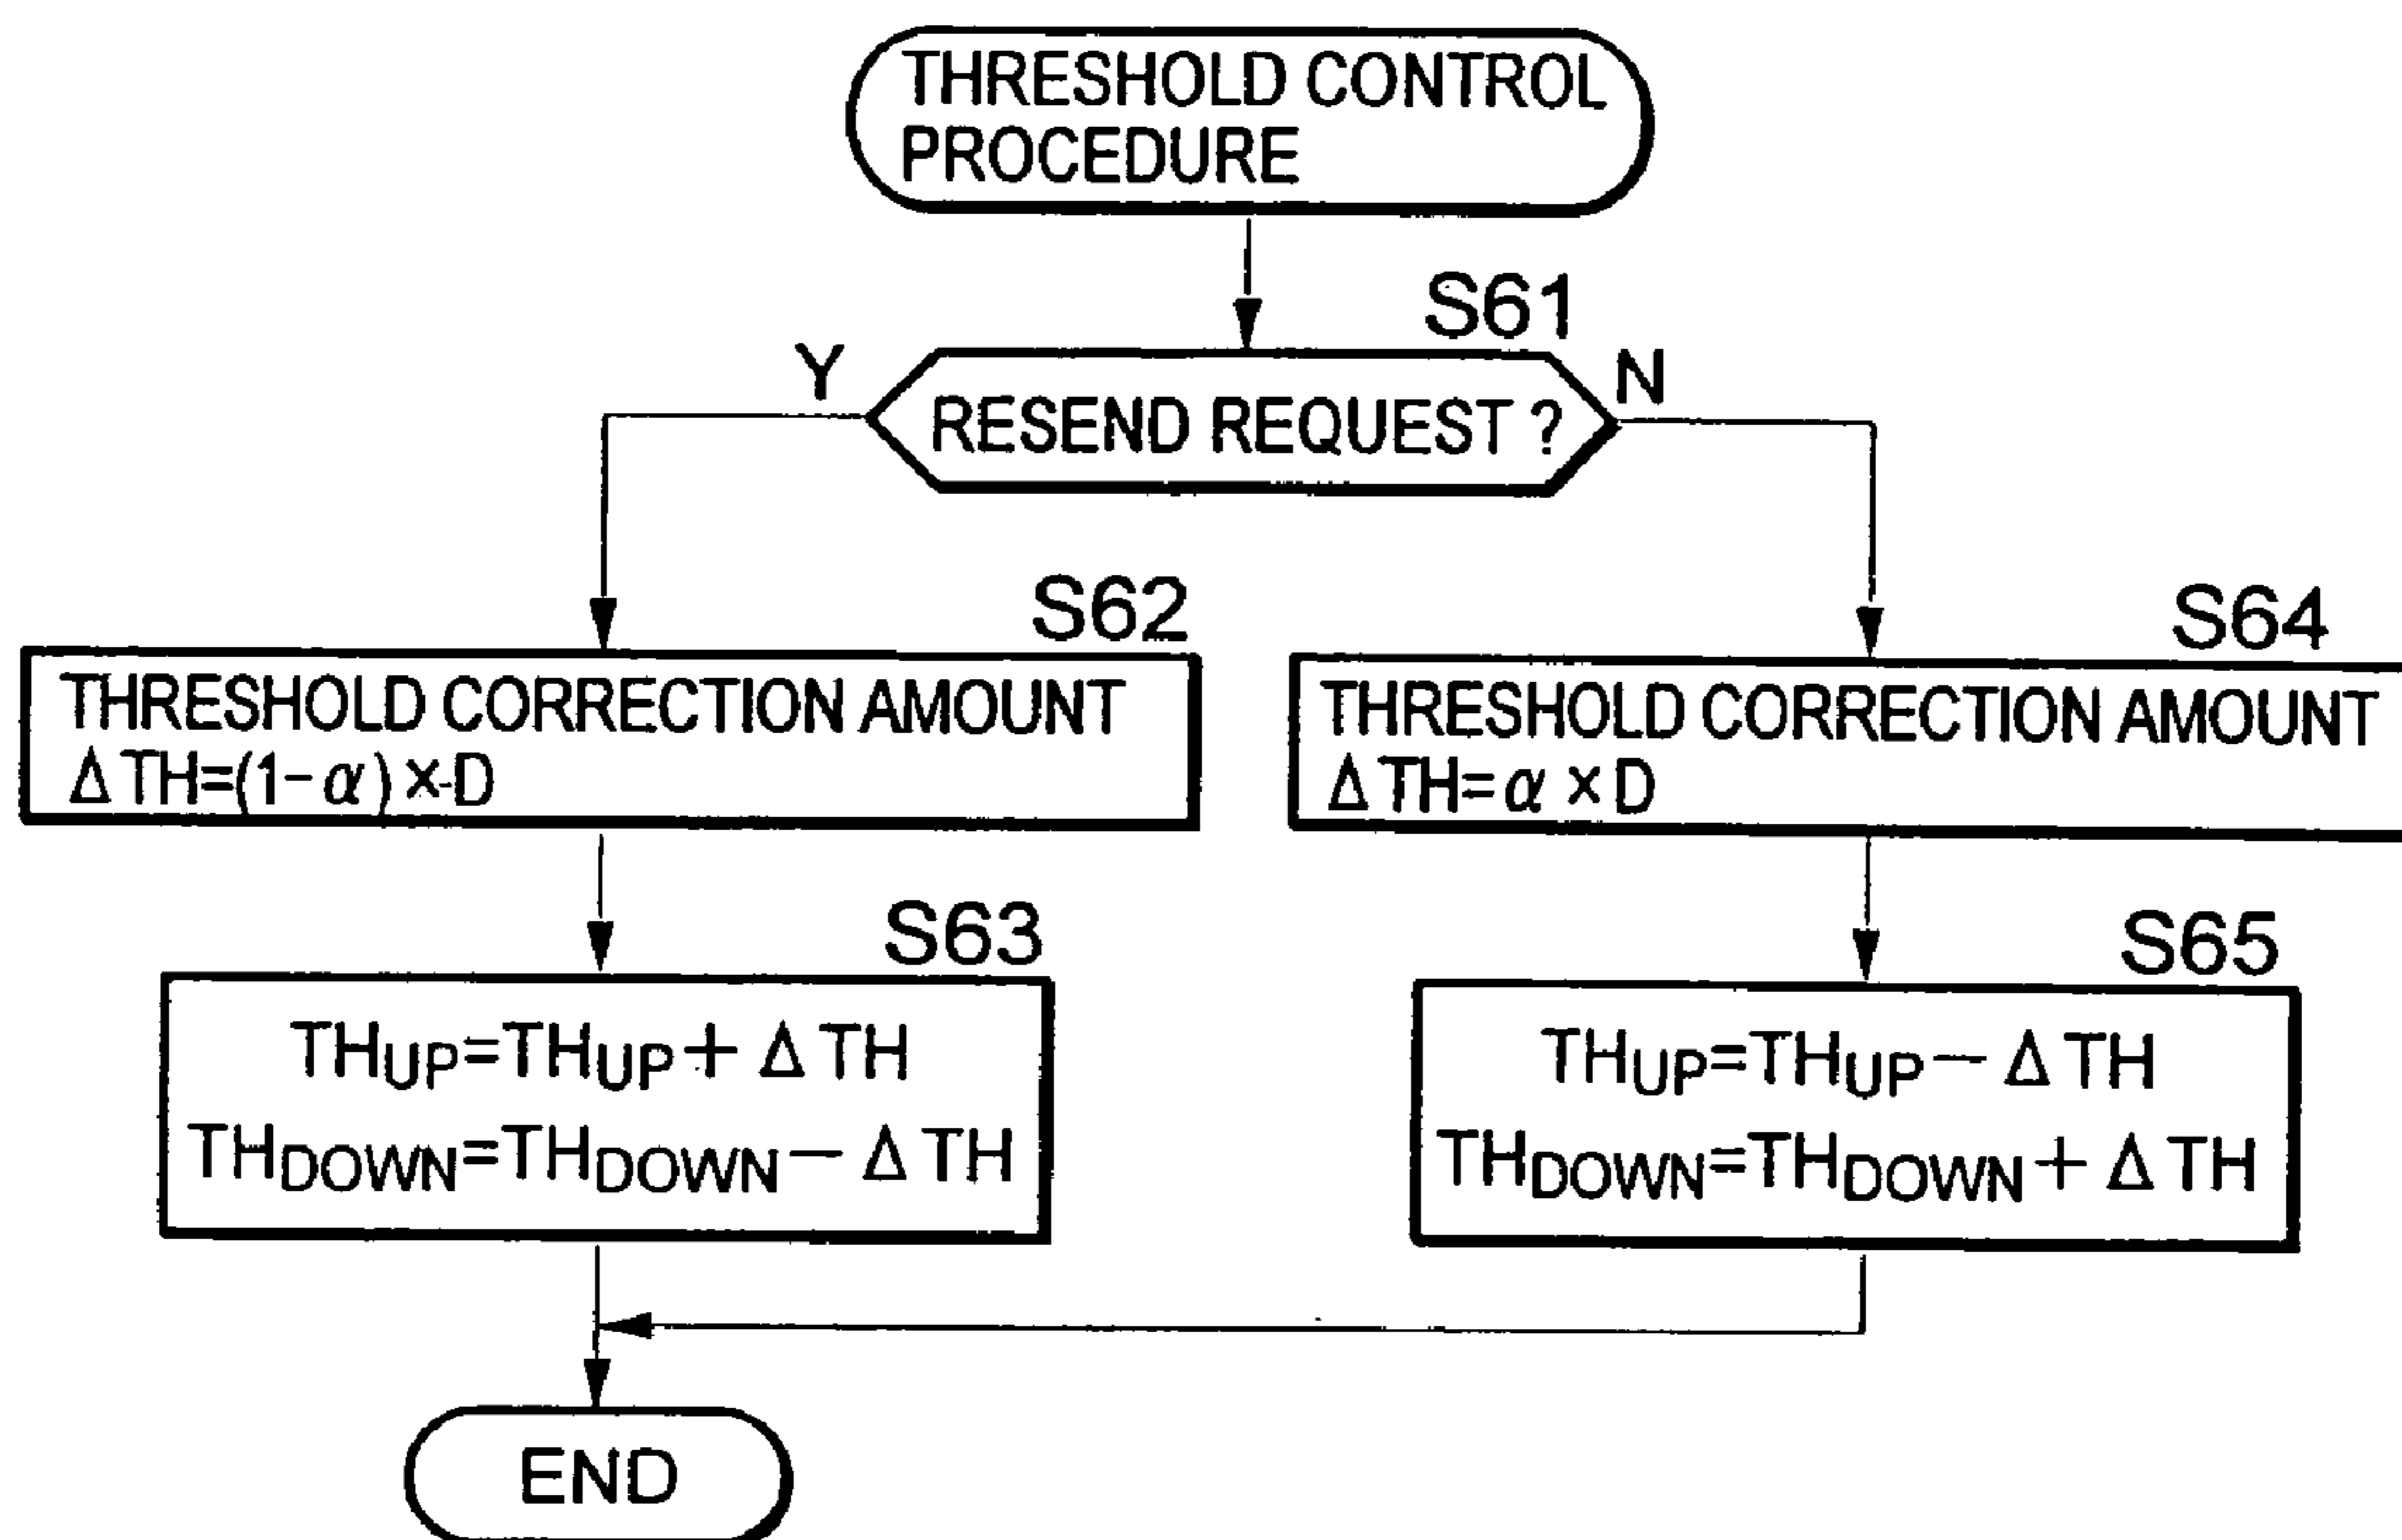 THRESHOLD CONTROL
PROCEDURE
S61
Y
N
RESEND REQUEST ?
S62
THRESHOLD CORRECTION AMOUNT
ΔTH=(1-α)×D
S64
THRESHOLD CORRECTION AMOUNT
ΔTH=α×D
S63
THUP=THUP+ΔTH
THDOWN=THDOWN-ΔTH
S65
THUP=THUP-ΔTH
THDOWN=THDOWN+ΔTH
END